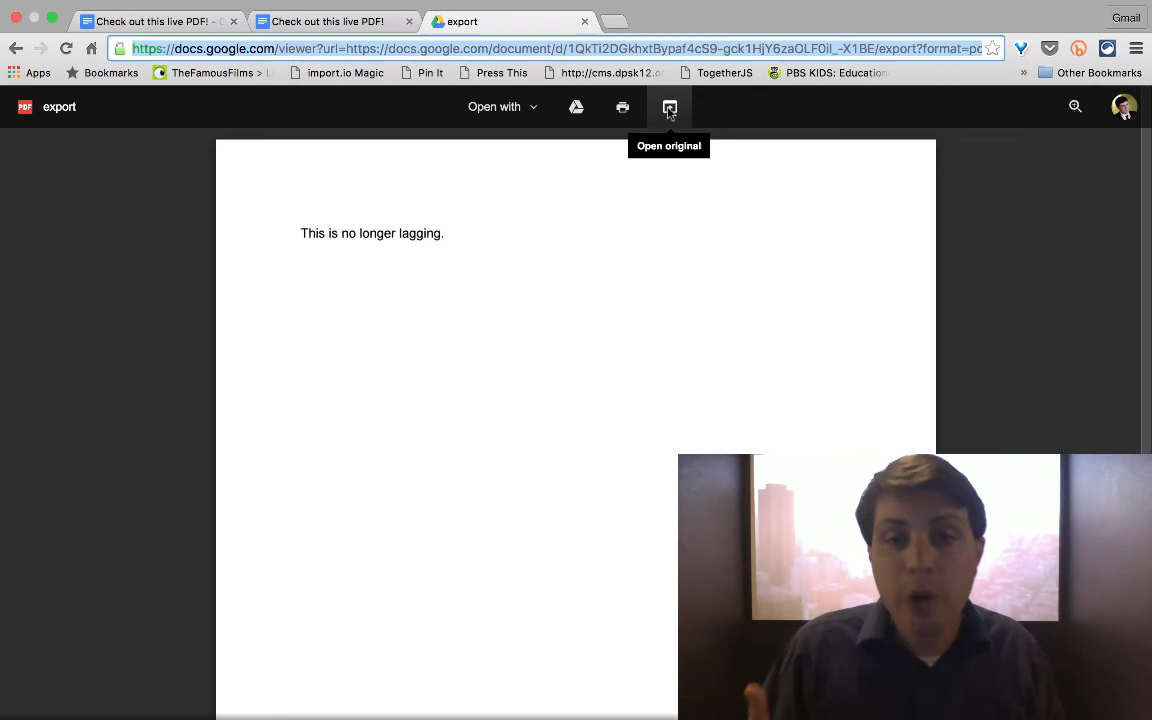 Check out this live PDF! - G
Check out this live PDF!
export
Gmail
https://docs.google.com/viewer?url=https://docs.google.com/document/d/1QkTi2DGkhxtBypaf4cS9-gck1HjY6zaOLF0iI_-X1BE/export?format=pd
Apps
Bookmarks
TheFamousFilms > L
import.io Magic
Pin It
Press This
http://cms.dpsk12.or
TogetherJS
PBS KIDS: Education
»
Other Bookmarks
PDF
export
Open with
Open original
This is no longer lagging.